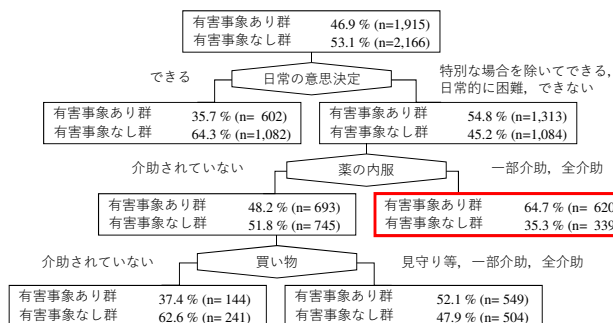 有害事象あり群 46.9 % (n=1,915)
有害事象なし群 53.1 % (n=2,166)
できる
日常の意思決定
特別な場合を除いてできる,
日常的に困難, できない
有害事象あり群 35.7 % (n= 602)
有害事象なし群 64.3 % (n=1,082)
有害事象あり群 54.8 % (n=1,313)
有害事象なし群 45.2 % (n=1,084)
介助されていない
薬の内服
一部介助, 全介助
有害事象あり群 48.2 % (n= 693)
有害事象なし群 51.8 % (n= 745)
有害事象あり群 64.7 % (n= 620
有害事象なし群 35.3 % (n= 339
介助されていない
買い物
見守り等, 一部介助, 全介助
有害事象あり群 37.4 % (n= 144)
有害事象なし群 62.6 % (n= 241)
有害事象あり群 52.1 % (n= 549)
有害事象なし群 47.9 % (n= 504)